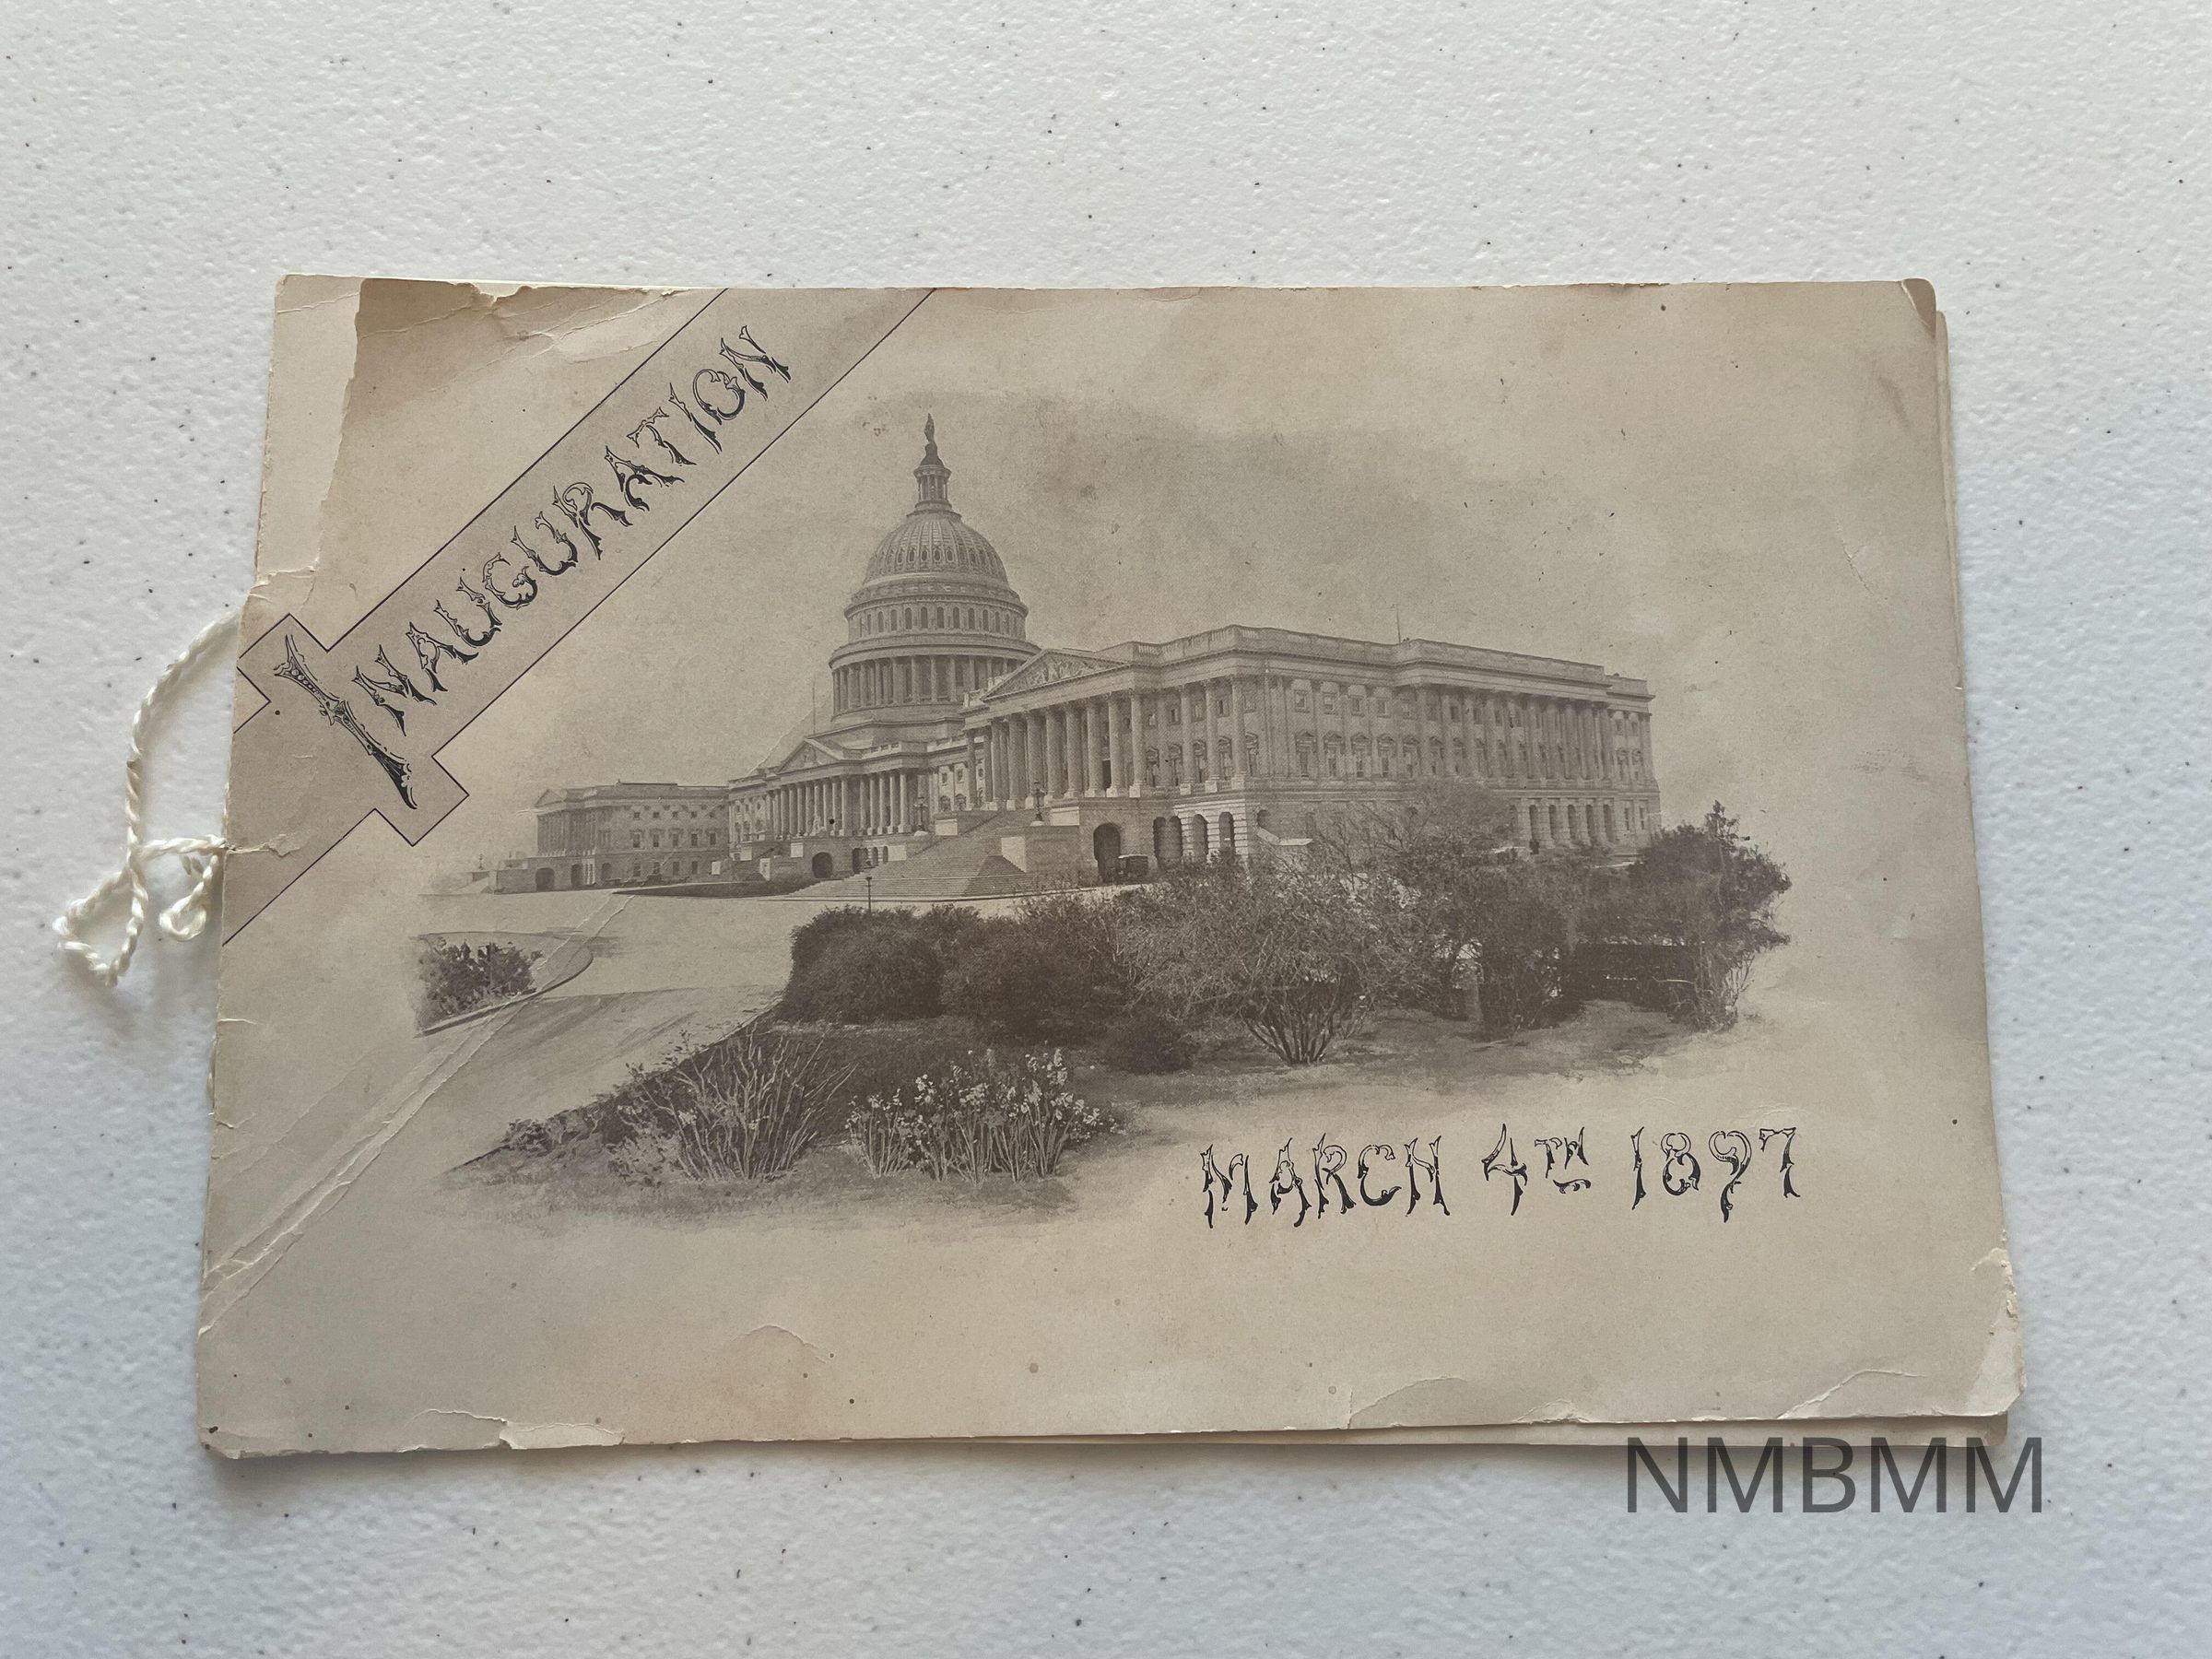 INAUGURATION
MARCH 4TH 1897
NMBMM